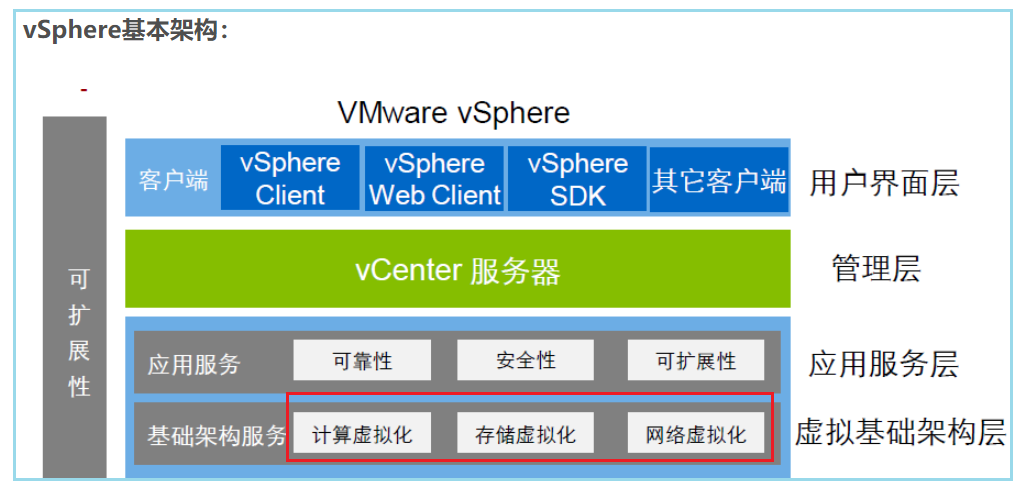 vSphere基本架构：
-
VMware vSphere
可扩展性
客户端
vSphere
Client
vSphere
Web Client
vSphere
SDK
其它客户端
用户界面层
vCenter 服务器
管理层
应用服务
可靠性
安全性
可扩展性
应用服务层
基础架构服务
计算虚拟化
存储虚拟化
网络虚拟化
虚拟基础架构层